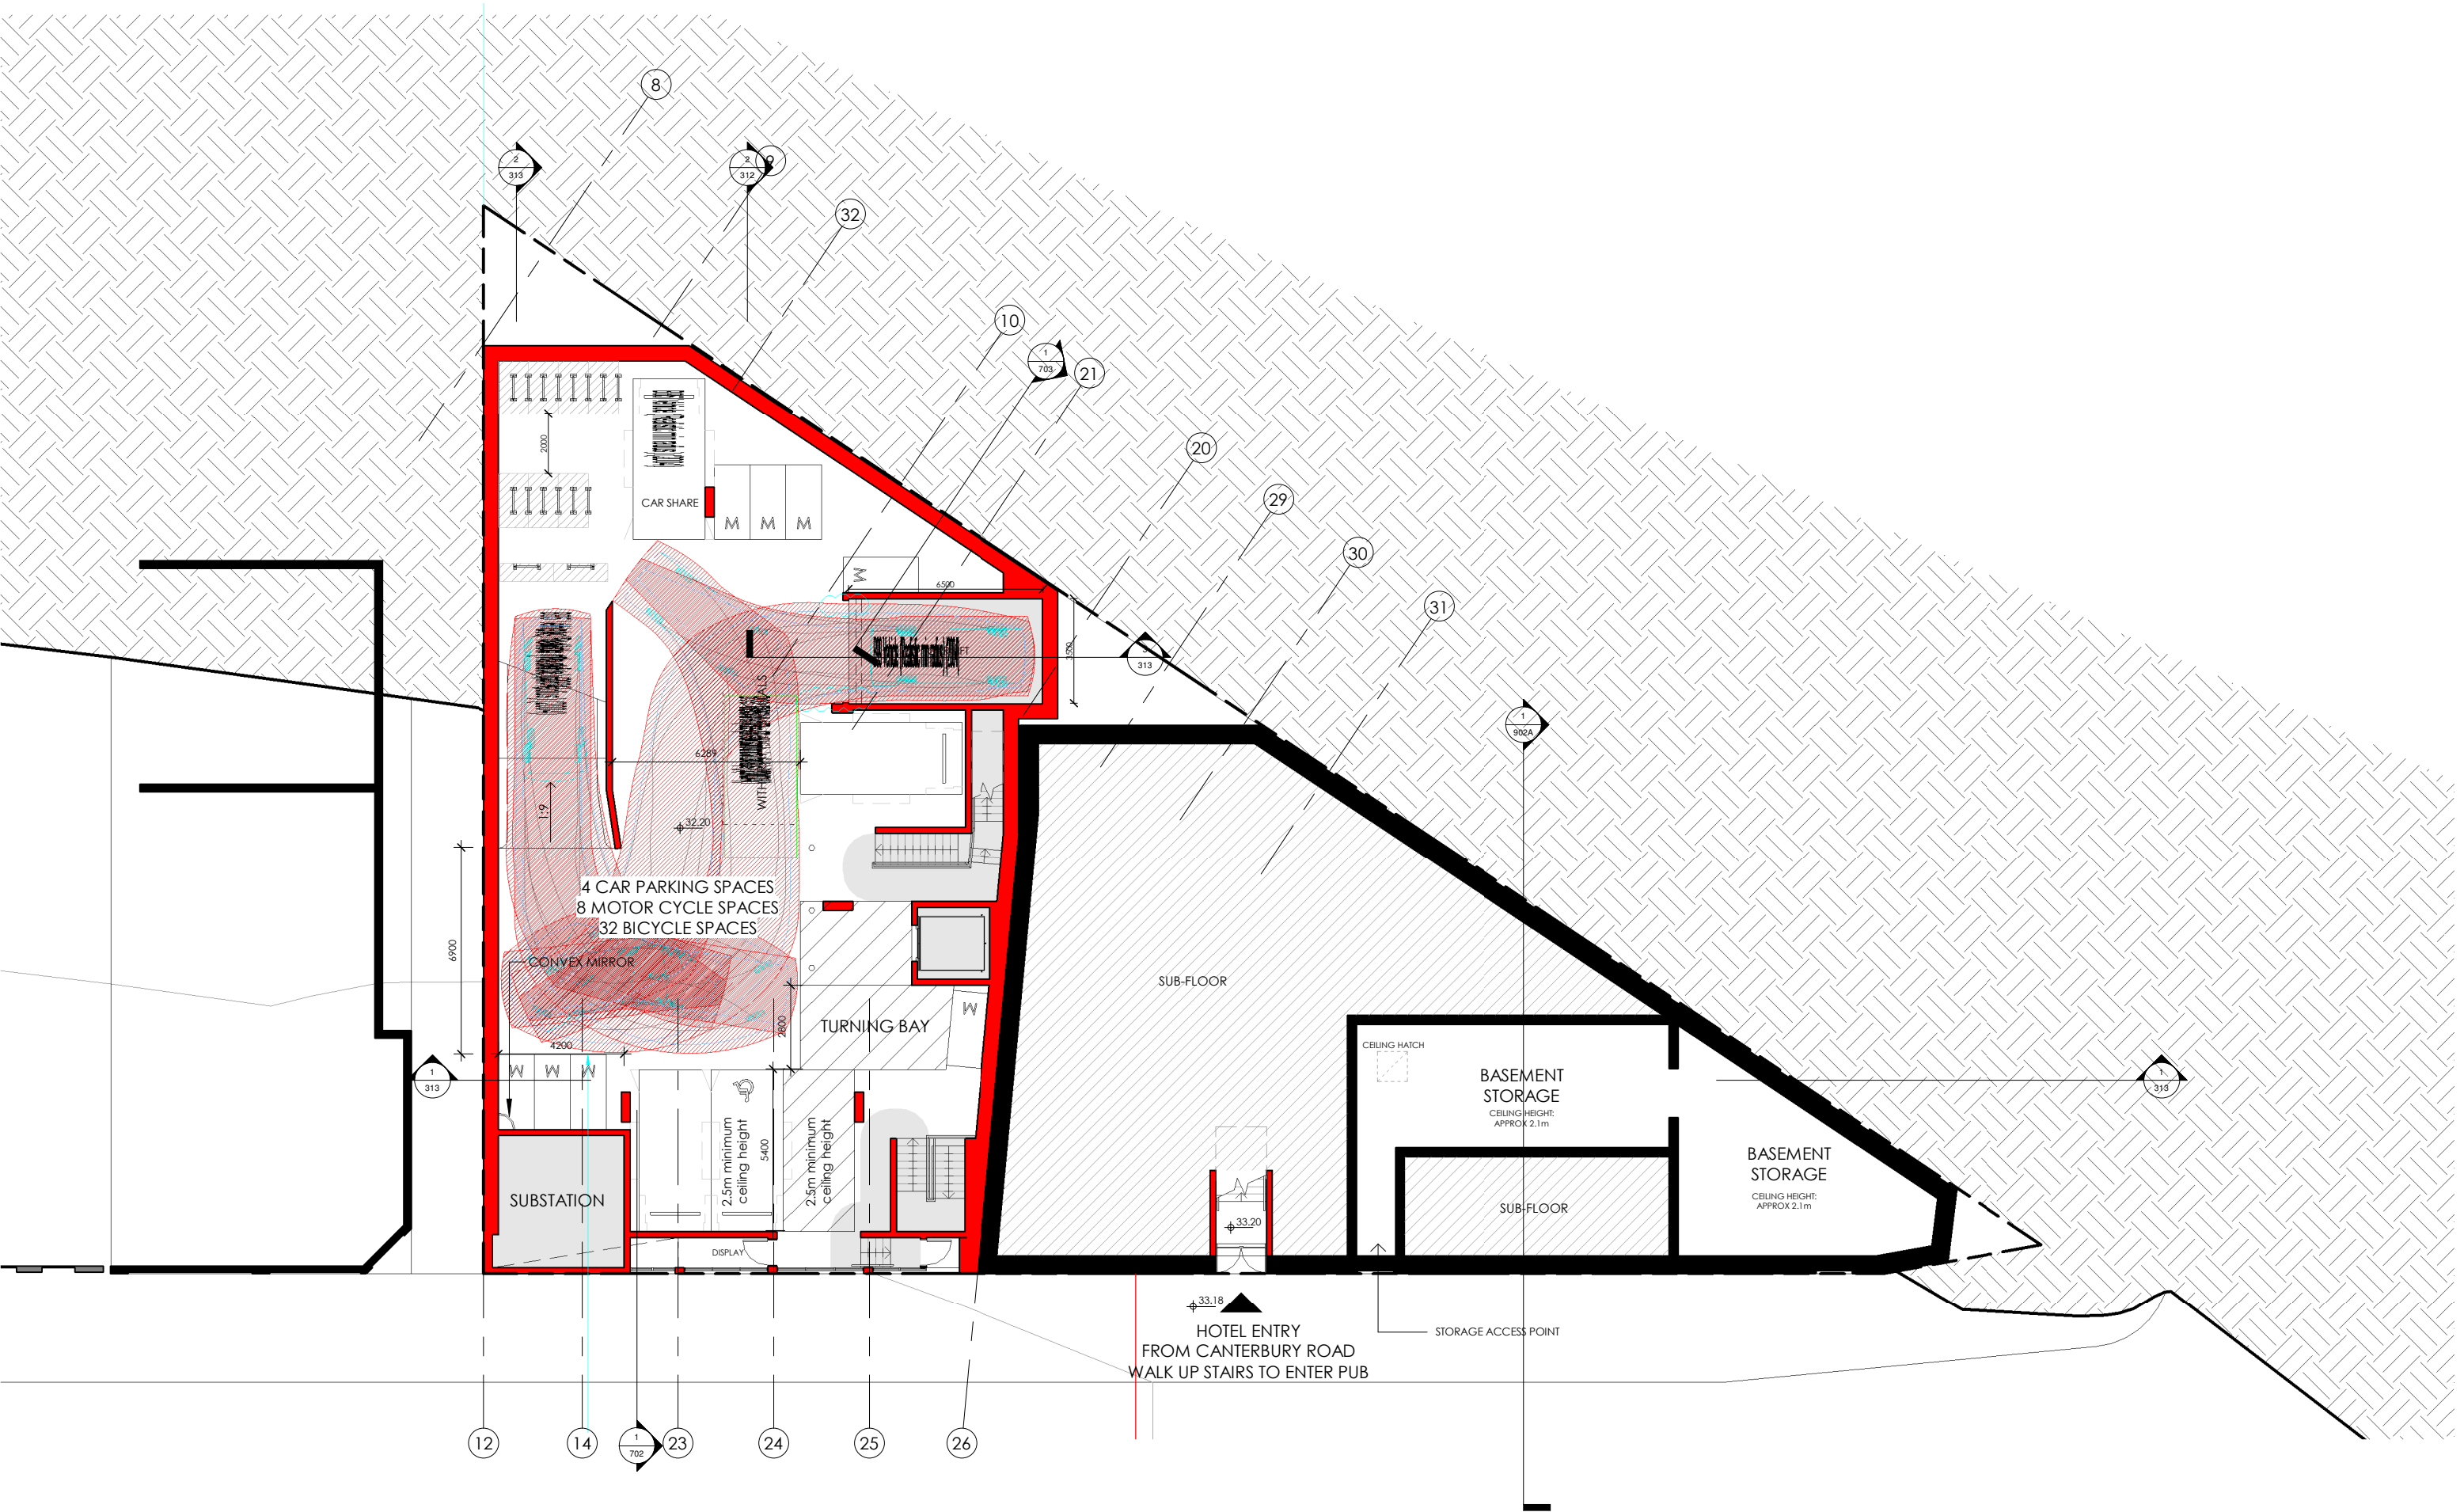 8
2
313
2
312
9
32
10
1
703
21
20
29
30
31
2000
CAR SHARE
M M M
M
6500
3500
313
1
902A
6289
WITH
ALS
1:9
32.20
4 CAR PARKING SPACES
8 MOTOR CYCLE SPACES
32 BICYCLE SPACES
6900
CONVEX MIRROR
4200
2800
TURNING BAY
M
M M M
1
313
SUB-FLOOR
CEILING HATCH
BASEMENT
STORAGE
CEILING HEIGHT:
APPROX 2.1m
1
313
BASEMENT
STORAGE
CEILING HEIGHT:
APPROX 2.1m
2.5m minimum
ceiling height
5400
2.5m minimum
ceiling height
SUBSTATION
SUB-FLOOR
33.20
DISPLAY
33.18
HOTEL ENTRY
FROM CANTERBURY ROAD
WALK UP STAIRS TO ENTER PUB
STORAGE ACCESS POINT
12
14
1
702
23
24
25
26